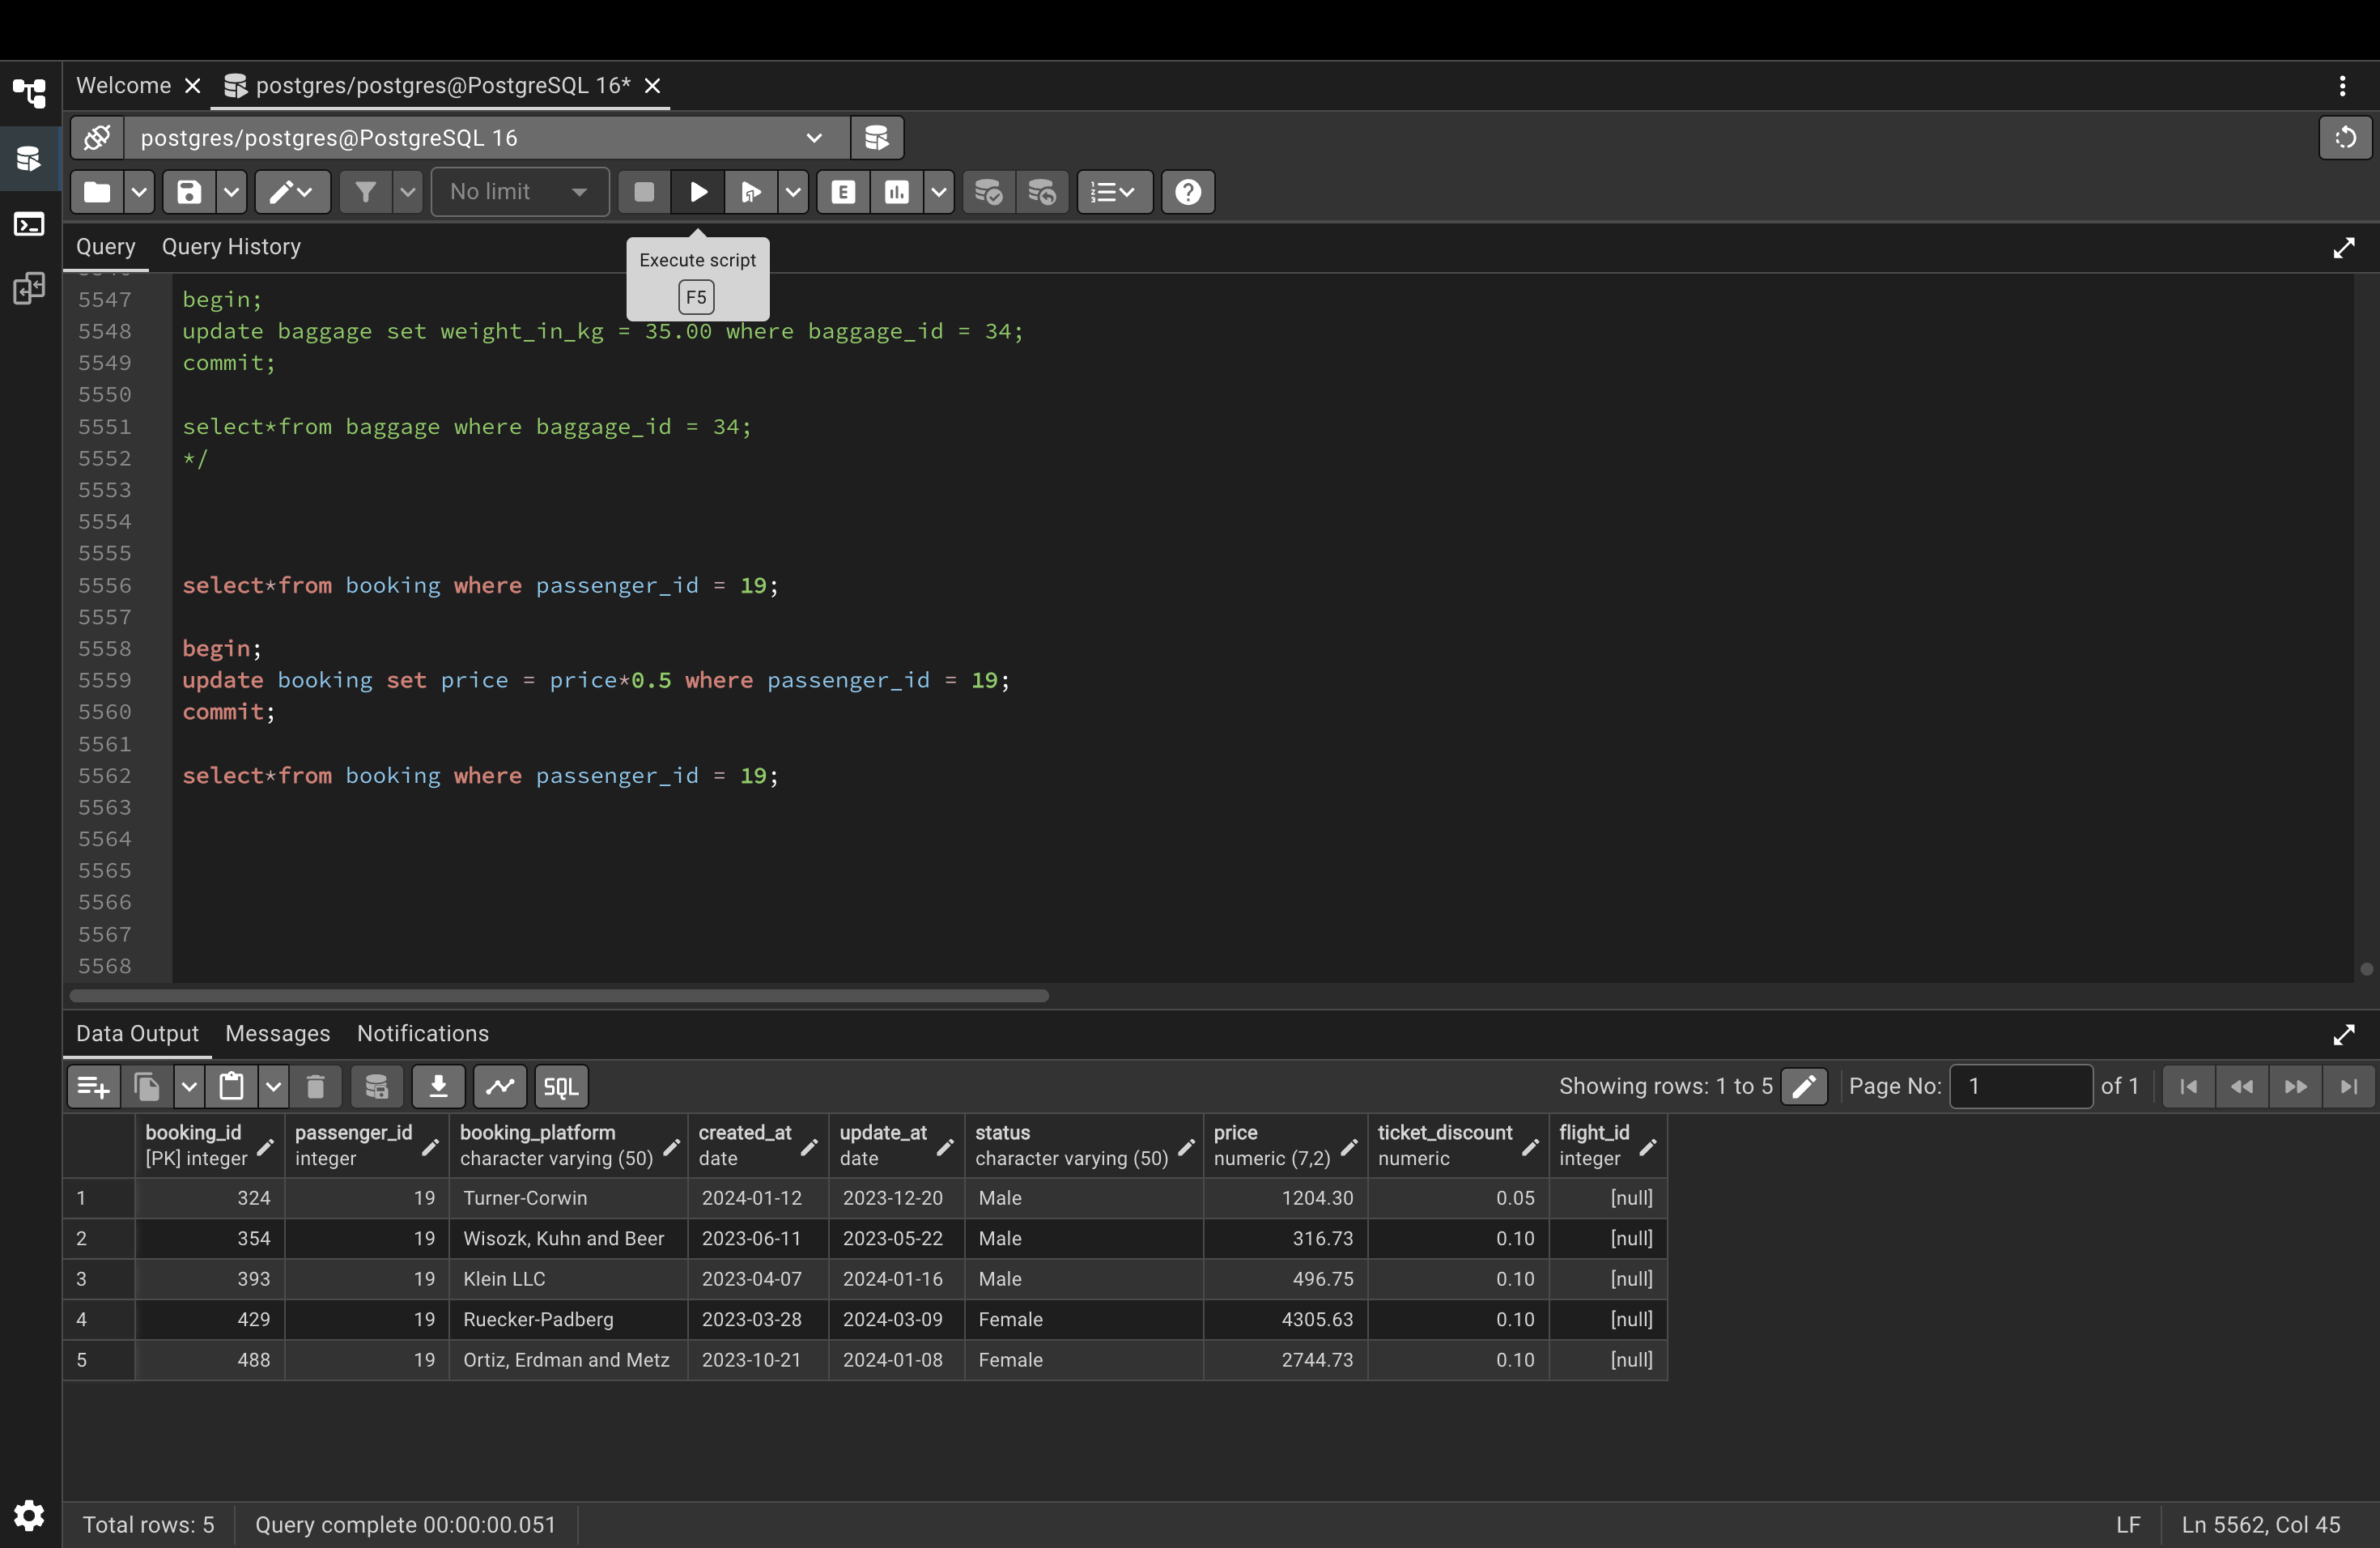 Welcome
postgres/postgres@PostgreSQL 16*
postgres/postgres@PostgreSQL 16
No limit
E
Query
Query History
Execute script
F5
5547 begin;
5548 update baggage set weight_in_kg = 35.00 where baggage_id = 34;
5549 commit;
5550
5551 select*from baggage where baggage_id = 34;
5552 */
5553
5554
5555
5556 select*from booking where passenger_id = 19;
5557
5558 begin;
5559 update booking set price = price*0.5 where passenger_id = 19;
5560 commit;
5561
5562 select*from booking where passenger_id = 19;
5563
5564
5565
5566
5567
5568
Data Output Messages Notifications
SQL Showing rows: 1 to 5 Page No: 1 of 1
booking_id passenger_id booking_platform created_at update_at status price ticket_discount flight_id
[PK] integer integer character varying (50) date date character varying (50) numeric (7,2) numeric integer
1 324 19 Turner-Corwin 2024-01-12 2023-12-20 Male 1204.30 0.05 [null]
2 354 19 Wisozk, Kuhn and Beer 2023-06-11 2023-05-22 Male 316.73 0.10 [null]
3 393 19 Klein LLC 2023-04-07 2024-01-16 Male 496.75 0.10 [null]
4 429 19 Ruecker-Padberg 2023-03-28 2024-03-09 Female 4305.63 0.10 [null]
5 488 19 Ortiz, Erdman and Metz 2023-10-21 2024-01-08 Female 2744.73 0.10 [null]
Total rows: 5 Query complete 00:00:00.051 LF Ln 5562, Col 45